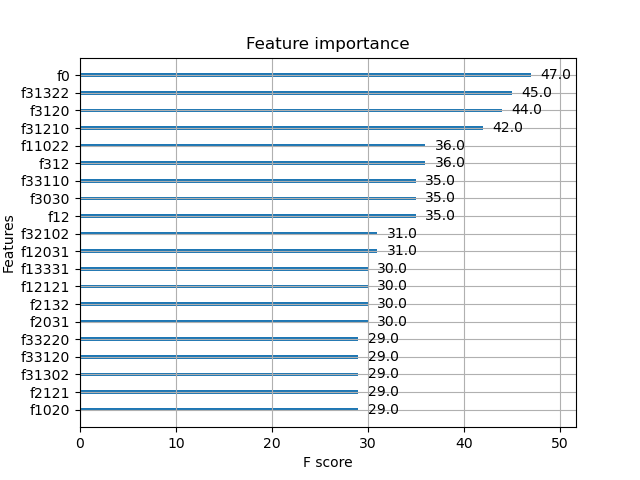 Feature importance
f0 47.0
f31322 45.0
f3120 44.0
f31210 42.0
f11022 36.0
f312 36.0
f33110 35.0
f3030 35.0
f12 35.0
f32102 31.0
f12031 31.0
f13331 30.0
f12121 30.0
f2132 30.0
f2031 30.0
f33220 29.0
f33120 29.0
f31302 29.0
f2121 29.0
f1020 29.0
Features
0 10 20 30 40 50
F score